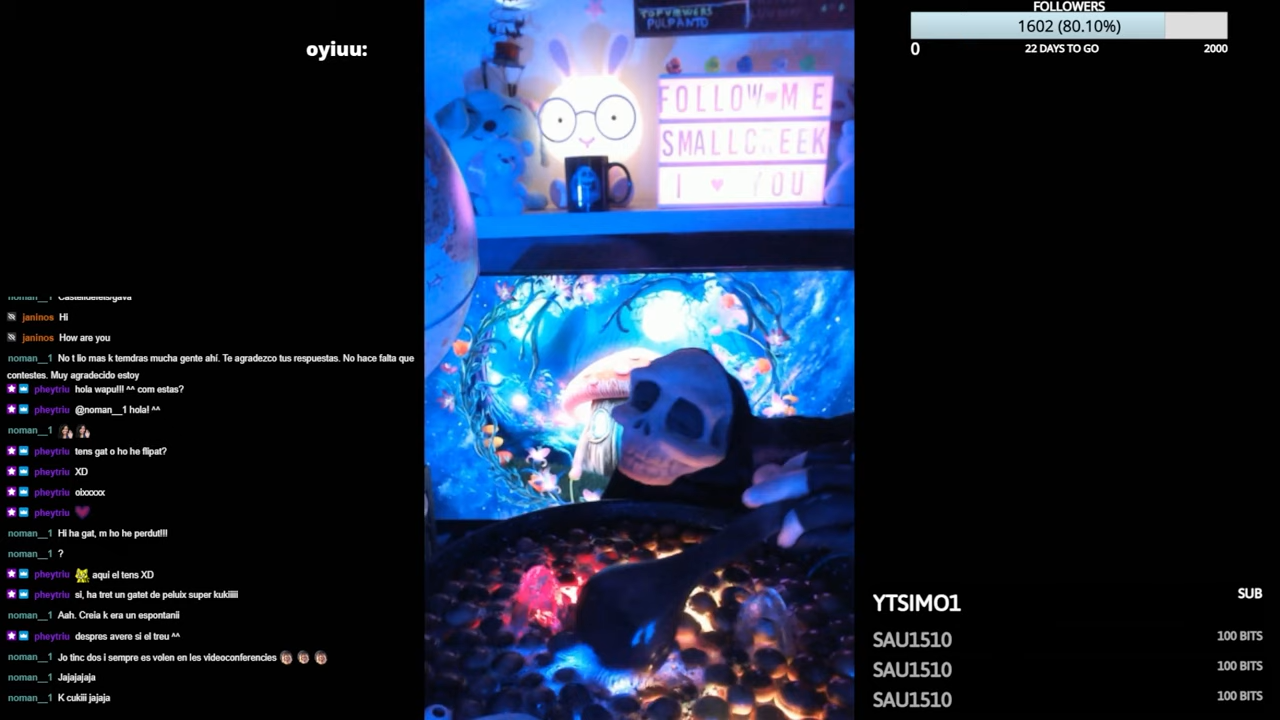 oyiuu:
noman__1 Castelldefels/gava
janinos Hi
janinos How are you
noman__1 No t lio mas k temdras mucha gente ahí. Te agradezco tus respuestas. No hace falta que
contestes. Muy agradecido estoy
pheytriu hola wapu!!! ^^ com estas?
pheytriu @noman__1 hola! ^^
noman__1
pheytriu tens gat o ho he flipat?
pheytriu XD
pheytriu oixxxxx
pheytriu
noman__1 Hi ha gat, m ho he perdut!!!
noman__1 ?
pheytriu aqui el tens XD
pheytriu si, ha tret un gatet de peluix super kukiiiii
noman__1 Aah. Creia k era un espontanii
pheytriu despres avere si el treu ^^
noman__1 Jo tinc dos i sempre es volen en les videoconferencies
noman__1 Jajajajaja
noman__1 K cukiii jajaja
PULPANTO
FOLLOW♥ME
SMALLCREEK
I ♥ YOU
FOLLOWERS
1602 (80.10%)
0 22 DAYS TO GO 2000
YTSIMO1 SUB
SAU1510 100 BITS
SAU1510 100 BITS
SAU1510 100 BITS